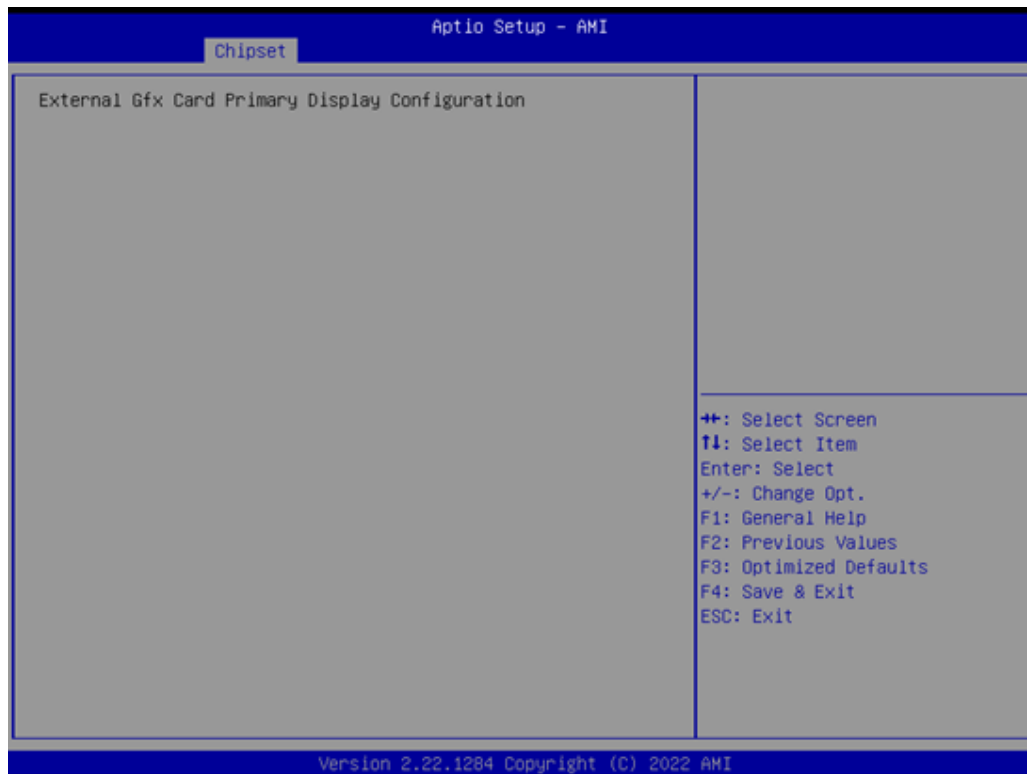 Aptio Setup – AMI
Chipset
External Gfx Card Primary Display Configuration
→←: Select Screen
↑↓: Select Item
Enter: Select
+/-: Change Opt.
F1: General Help
F2: Previous Values
F3: Optimized Defaults
F4: Save & Exit
ESC: Exit
Version 2.22.1284 Copyright (C) 2022 AMI